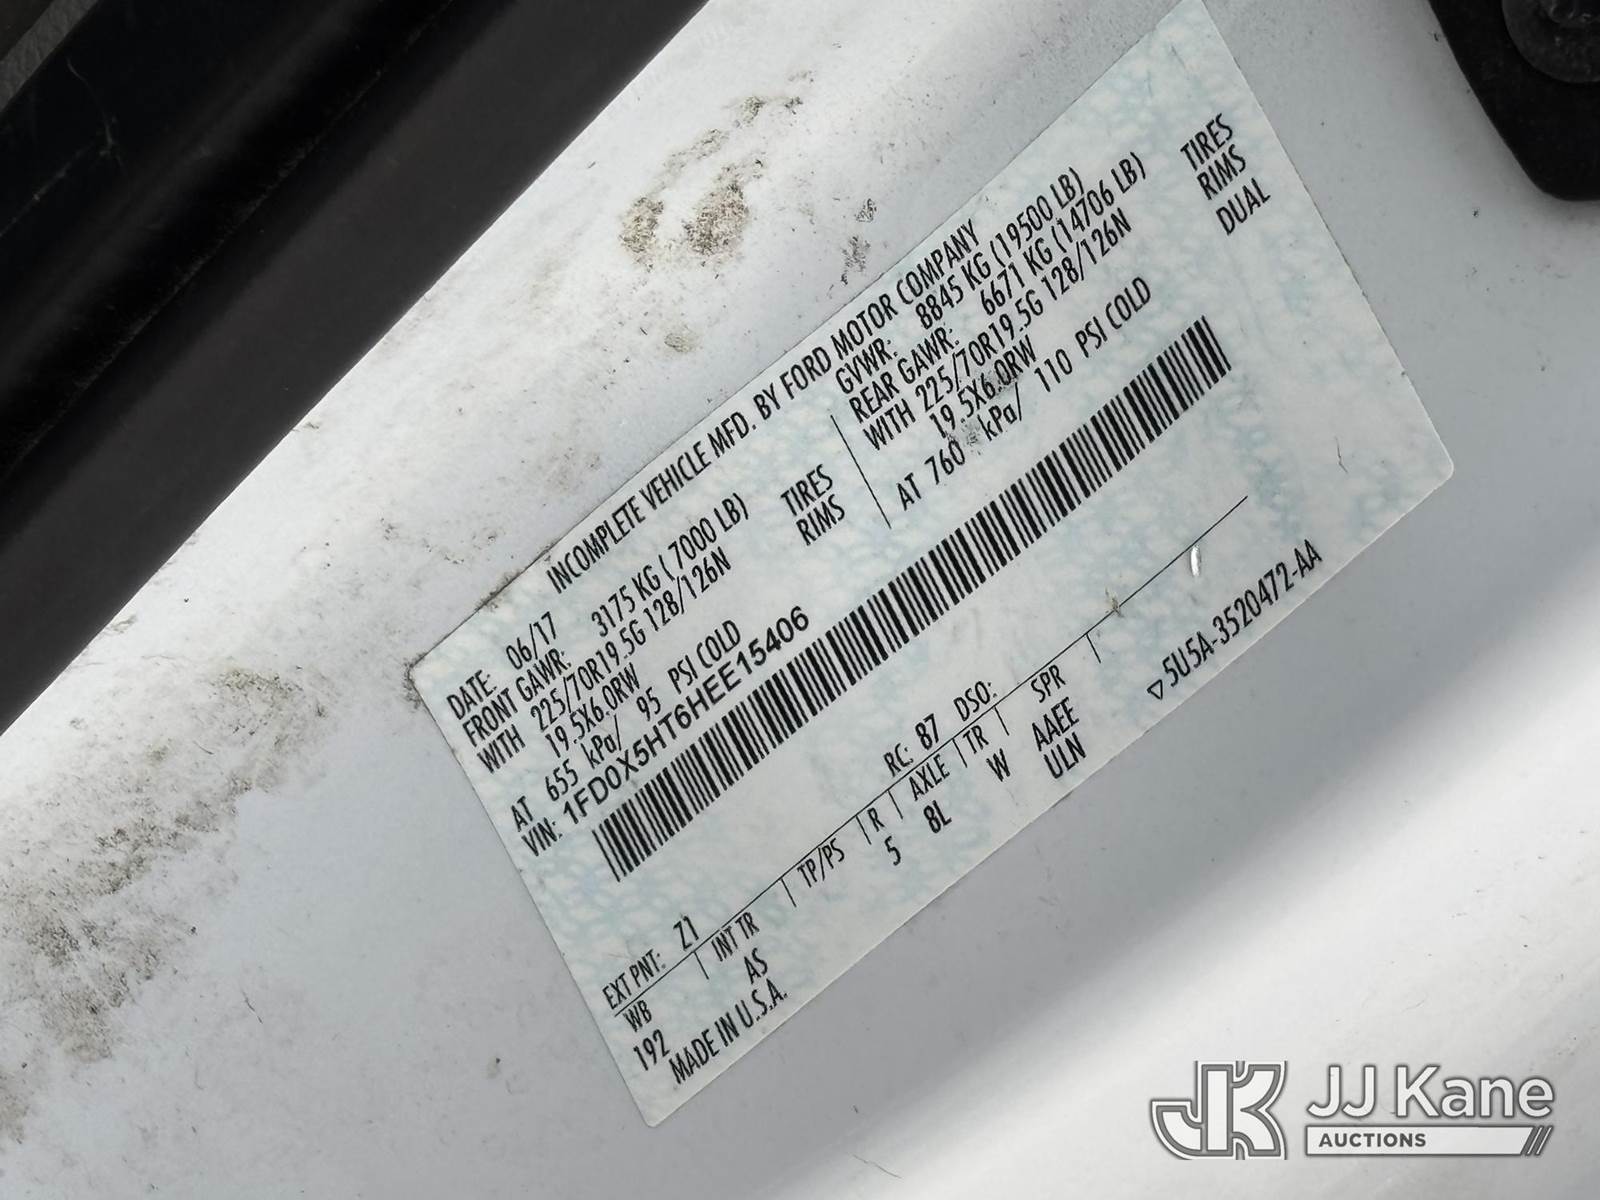 INCOMPLETE VEHICLE MFD. BY FORD MOTOR COMPANY
DATE: 06/17 GVWR: 8845 KG (19500 LB)
FRONT GAWR: 3175 KG ( 7000 LB) REAR GAWR: 6671 KG (14706 LB)
WITH 225/70R19.5G 128/126N TIRES WITH 225/70R19.5G 128/126N TIRES
19.5X6.0RW RIMS 19.5X6.0RW RIMS
AT 655 kPa/ 95 PSI COLD AT 760 kPa/ 110 PSI COLD DUAL
VIN: 1FD0X5HT6HEE15406
EXT PNT: Z1 RC: 87 DSO:
WB INT TR TP/PS R AXLE TR SPR
192 AS 5 8L W AAEE
MADE IN U.S.A. ULN
▽ 5U5A-3520472-AA
JK JJ Kane
AUCTIONS